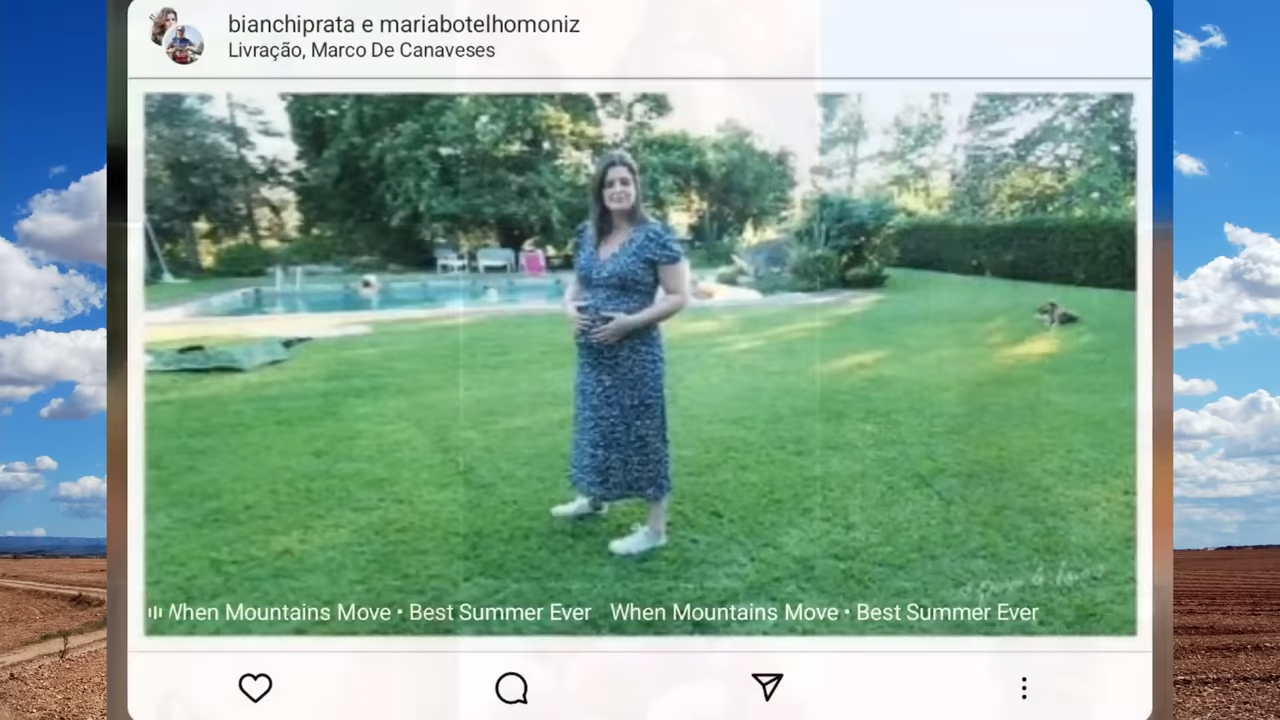 bianchiprata e mariabotelhomoniz
Livração, Marco De Canaveses
When Mountains Move • Best Summer Ever When Mountains Move • Best Summer Ever